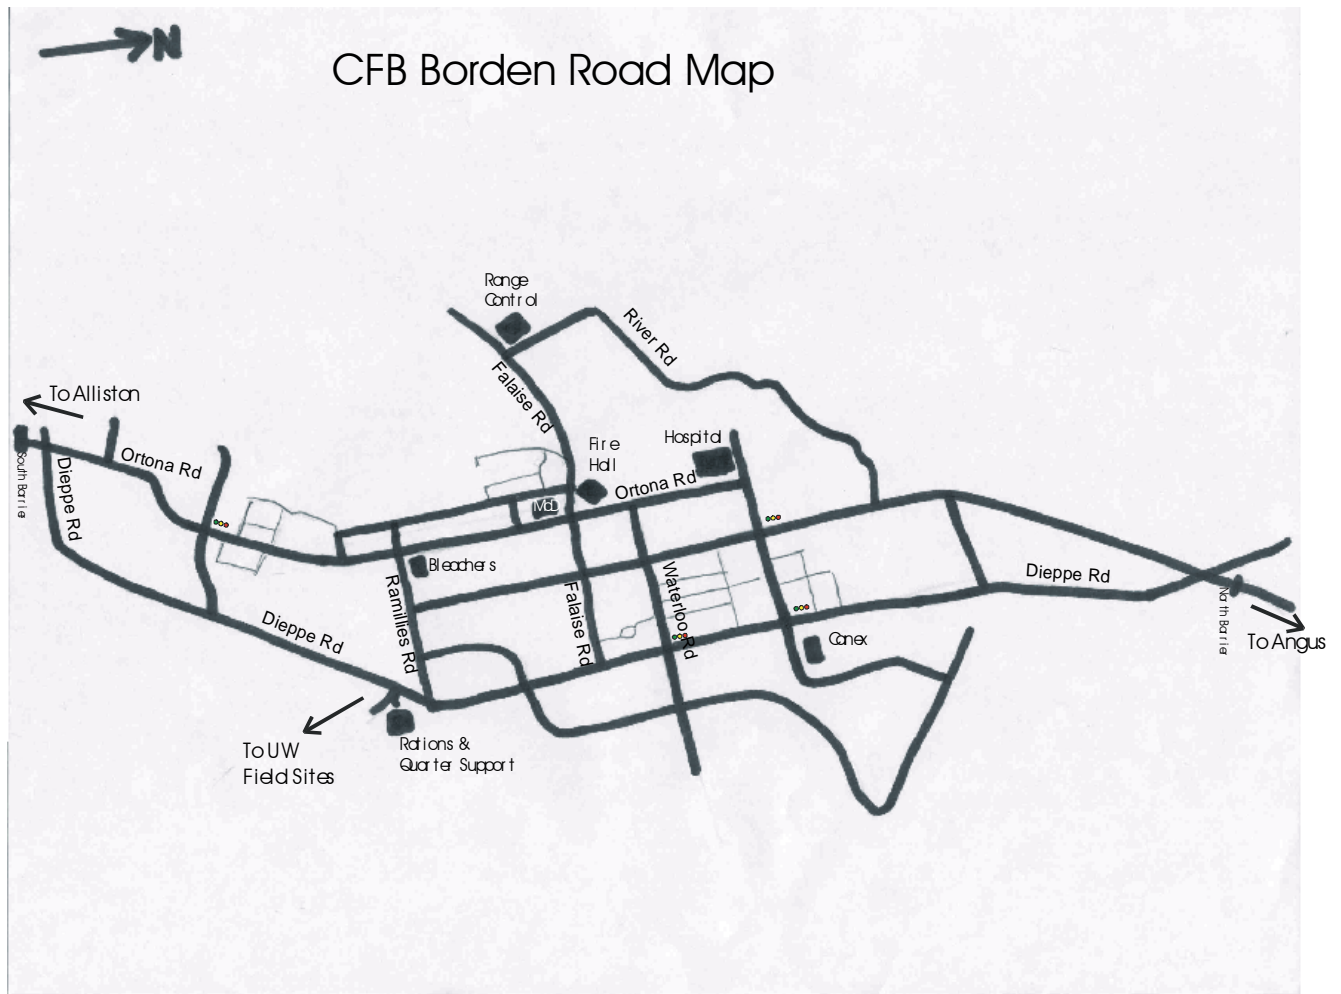 N
CFB Borden Road Map
Range
Control
River Rd
Falaise Rd
To Alliston
Fire
Hall
Hospital
South Barrier
Dieppe Rd
Ortona Rd
Ortona Rd
McD
Bleachers
Ramillies Rd
Falaise Rd
Waterloo Rd
Dieppe Rd
North Barrier
To Angus
Dieppe Rd
Canex
To UW
Field Sites
Rations &
Quarter Support